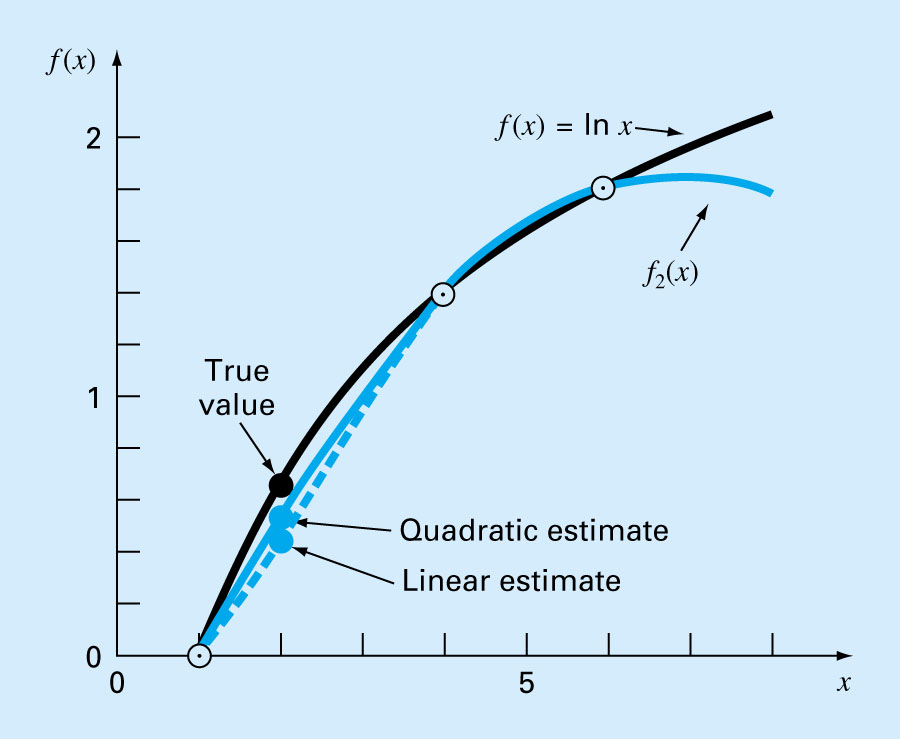 f(x)
2
f(x) = ln x
f₂(x)
True
value
1
Quadratic estimate
Linear estimate
0
0
5
x